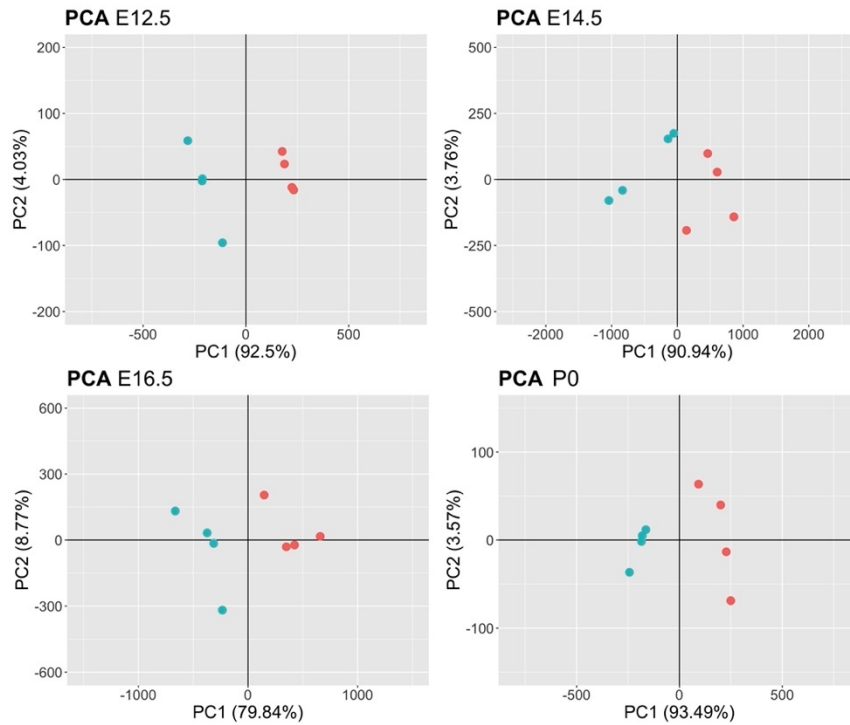 PCA E12.5
200
100
0
-100
-200
PC2 (4.03%)
-500
0
500
PC1 (92.5%)
PCA E14.5
500
250
0
-250
-500
PC2 (3.76%)
-2000
-1000
0
1000
2000
PC1 (90.94%)
PCA E16.5
600
300
0
-300
-600
PC2 (8.77%)
-1000
0
1000
PC1 (79.84%)
PCA P0
100
0
-100
PC2 (3.57%)
-500
0
500
PC1 (93.49%)